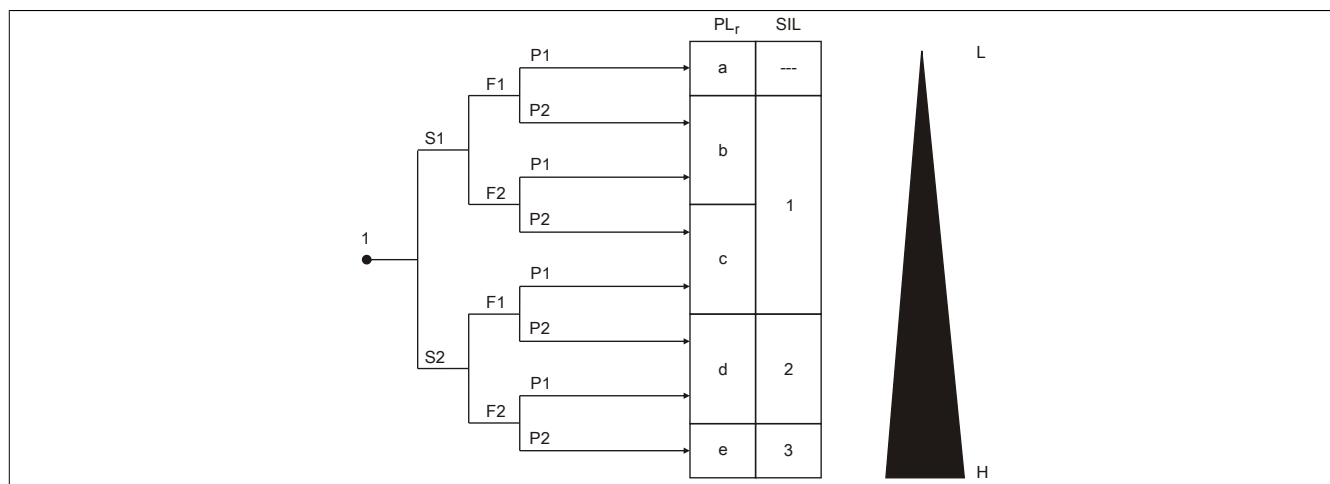 PLr SIL
L
P1 a ---
F1
P2
S1 b
P1
F2 1
P2
1 c
P1
F1
P2
S2 d 2
P1
F2
P2 e 3
H